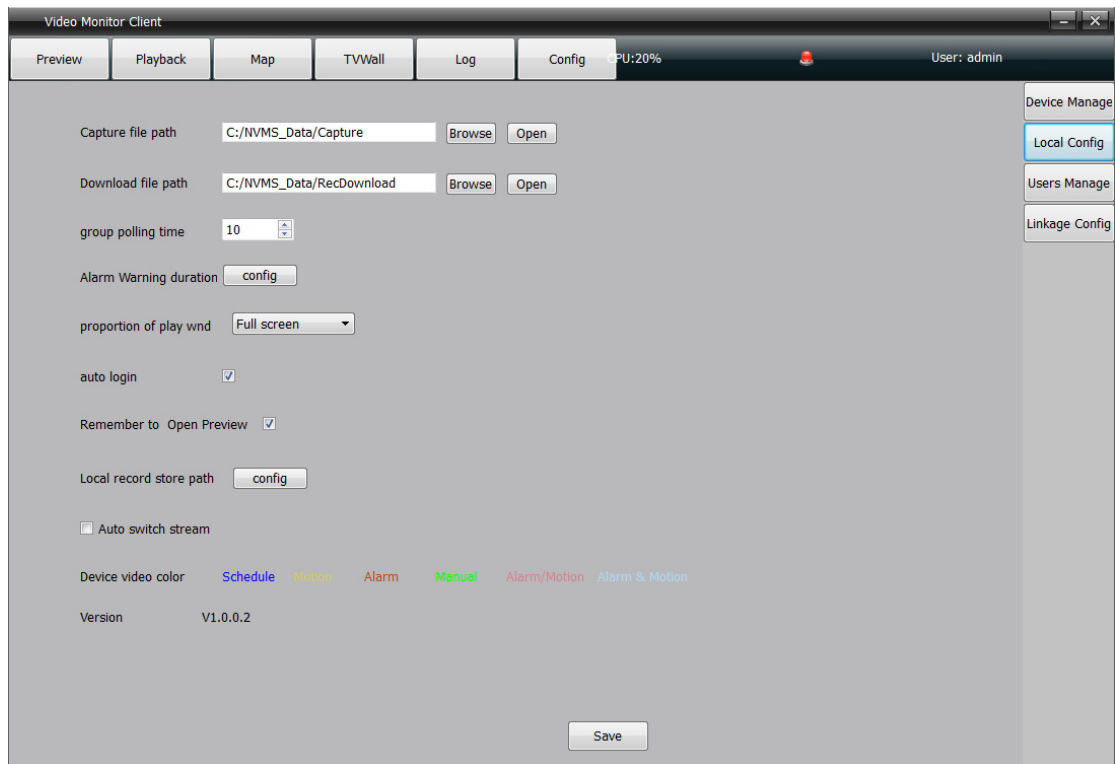 Video Monitor Client
Preview Playback Map TVWall Log Config CPU:20% User: admin
Device Manage
Capture file path C:/NVMS_Data/Capture Browse Open
Local Config
Download file path C:/NVMS_Data/RecDownload Browse Open
Users Manage
group polling time 10
Linkage Config
Alarm Warning duration config
proportion of play wnd Full screen
auto login
Remember to Open Preview
Local record store path config
Auto switch stream
Device video color Schedule Motion Alarm Manual Alarm/Motion Alarm & Motion
Version V1.0.0.2
Save